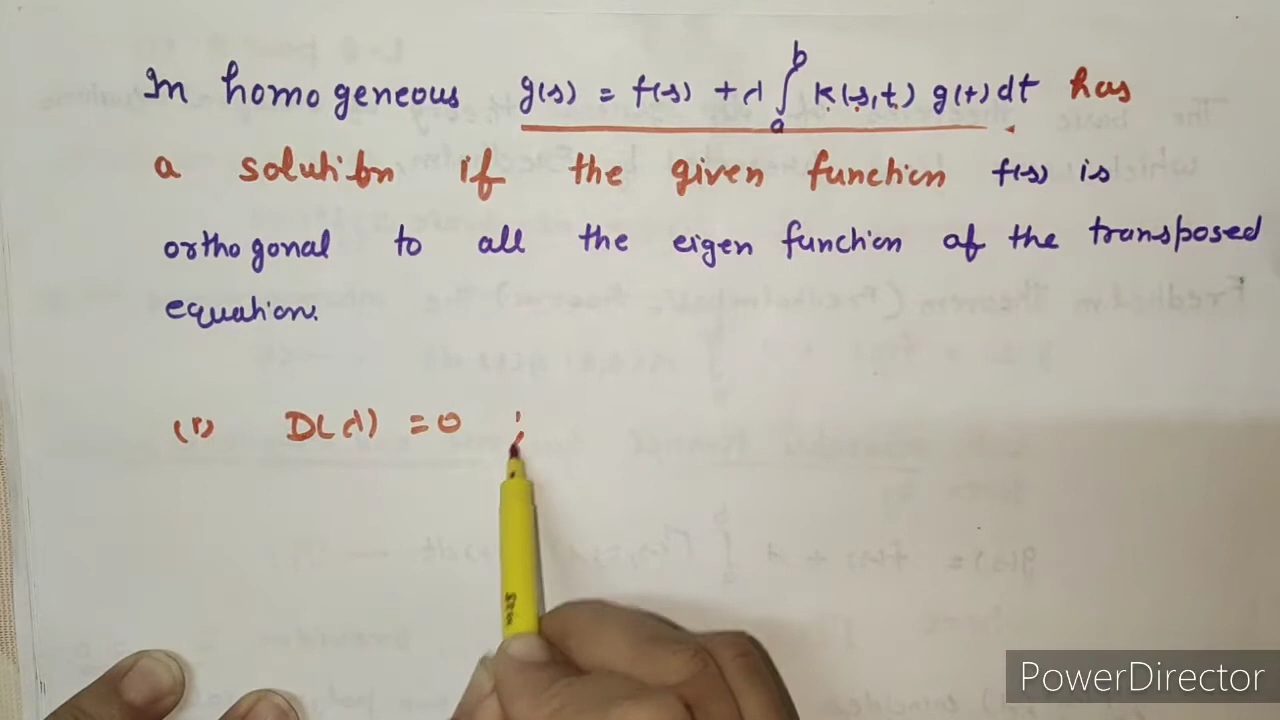 In homogeneous g(s) = f(s) + λ ∫ₐᵇ K(s,t) g(t) dt has
a solution if the given function f(s) is
orthogonal to all the eigen function of the transposed
equation.
(i) D(λ) = 0 ;
PowerDirector